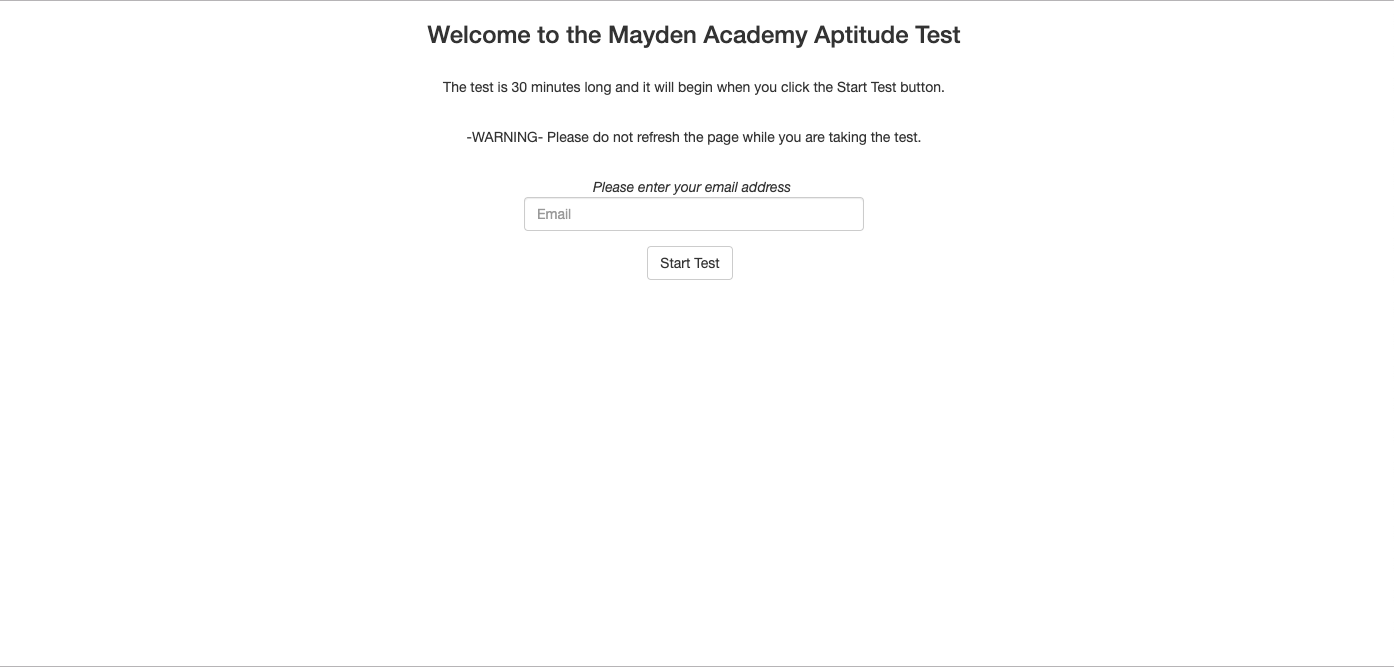 Welcome to the Mayden Academy Aptitude Test
The test is 30 minutes long and it will begin when you click the Start Test button.
-WARNING- Please do not refresh the page while you are taking the test.
Please enter your email address
Email
Start Test